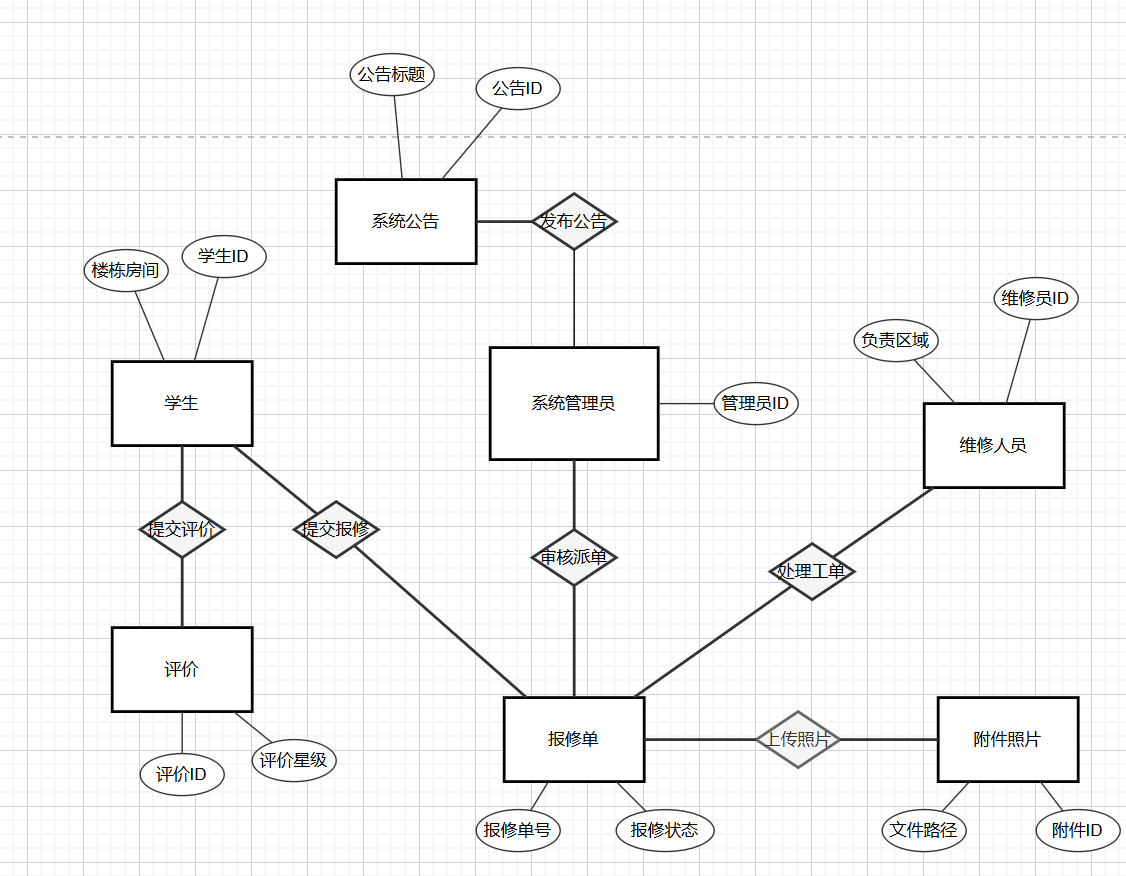 公告标题
公告ID
系统公告
发布公告
学生ID
楼栋房间
维修员ID
负责区域
学生
系统管理员
管理员ID
维修人员
提交评价
提交报修
审核派单
处理工单
评价
报修单
上传照片
附件照片
评价ID
评价星级
报修单号
报修状态
文件路径
附件ID